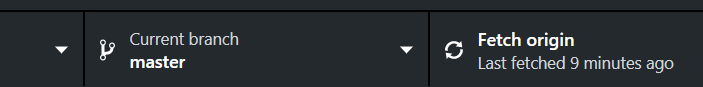 Current branch
master
Fetch origin
Last fetched 9 minutes ago